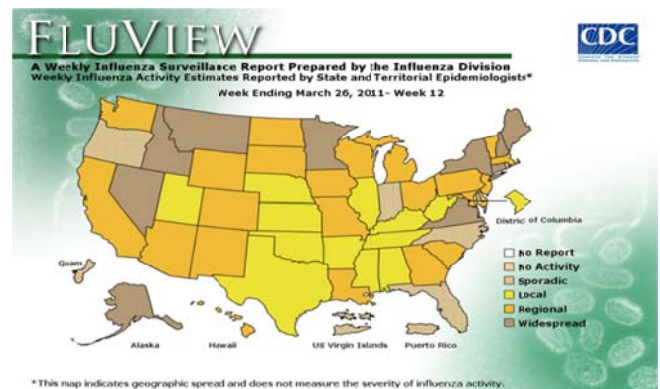 FLUVIEW
CDC
A Weekly Influenza Surveillance Report Prepared by the Influenza Division
Weekly Influenza Activity Estimates Reported by State and Territorial Epidemiologists*
Week Ending March 26, 2011- Week 12
District of Columbia
Guam
No Report
No Activity
Sporadic
Local
Regional
Widespread
Alaska
Hawaii
US Virgin Islands
Puerto Rico
*This map indicates geographic spread and does not measure the severity of influenza activity.